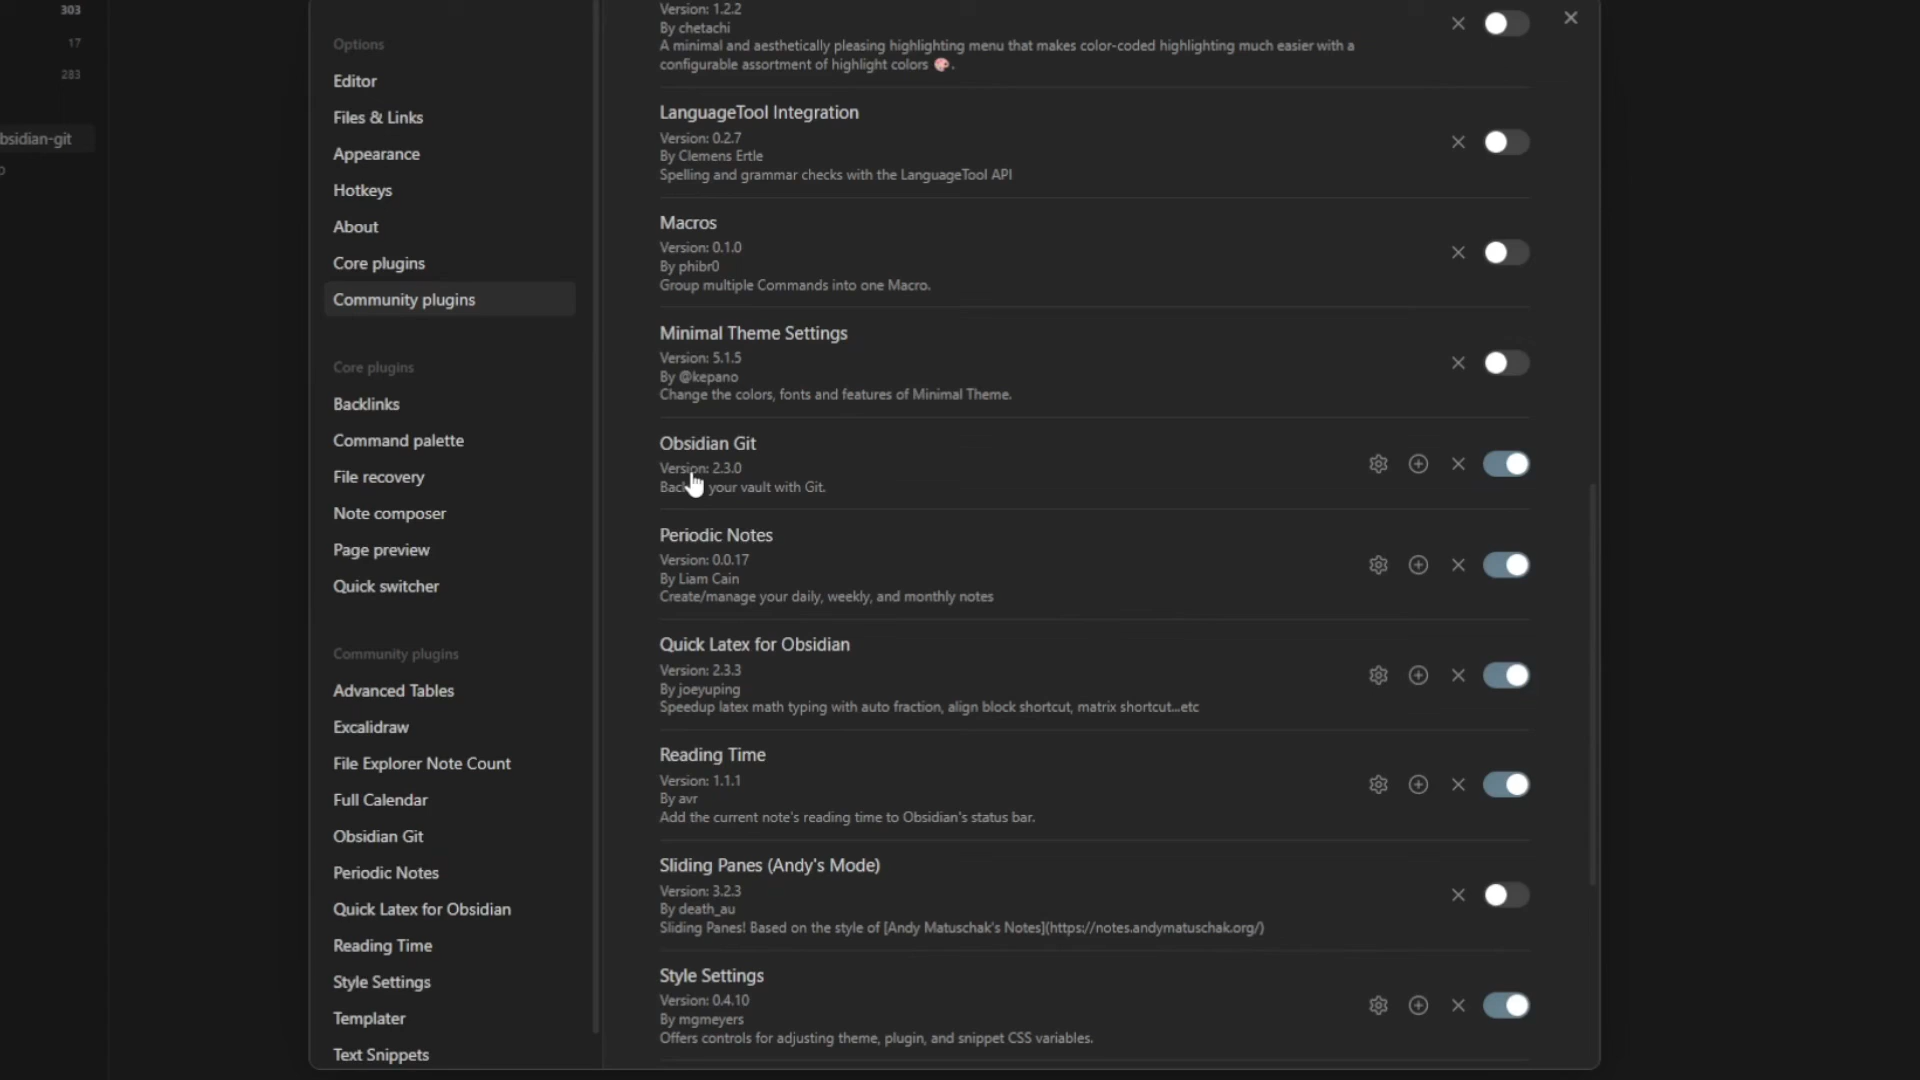 303
17
283
bsidian-git
Options
Editor
Files & Links
Appearance
Hotkeys
About
Core plugins
Community plugins
Core plugins
Backlinks
Command palette
File recovery
Note composer
Page preview
Quick switcher
Community plugins
Advanced Tables
Excalidraw
File Explorer Note Count
Full Calendar
Obsidian Git
Periodic Notes
Quick Latex for Obsidian
Reading Time
Style Settings
Templater
Text Snippets
Version: 1.2.2
By chetachi
A minimal and aesthetically pleasing highlighting menu that makes color-coded highlighting much easier with a
configurable assortment of highlight colors 🎨.
LanguageTool Integration
Version: 0.2.7
By Clemens Ertle
Spelling and grammar checks with the LanguageTool API
Macros
Version: 0.1.0
By phibr0
Group multiple Commands into one Macro.
Minimal Theme Settings
Version: 5.1.5
By @kepano
Change the colors, fonts and features of Minimal Theme.
Obsidian Git
Version: 2.3.0
your vault with Git.
Periodic Notes
Version: 0.0.17
By Liam Cain
Create/manage your daily, weekly, and monthly notes
Quick Latex for Obsidian
Version: 2.3.3
By joeyuping
Speedup latex math typing with auto fraction, align block shortcut, matrix shortcut...etc
Reading Time
Version: 1.1.1
By avr
Add the current note's reading time to Obsidian's status bar.
Sliding Panes (Andy's Mode)
Version: 3.2.3
By death_au
Sliding Panes! Based on the style of [Andy Matuschak's Notes](https://notes.andymatuschak.org/)
Style Settings
Version: 0.4.10
By mgmeyers
Offers controls for adjusting theme, plugin, and snippet CSS variables.